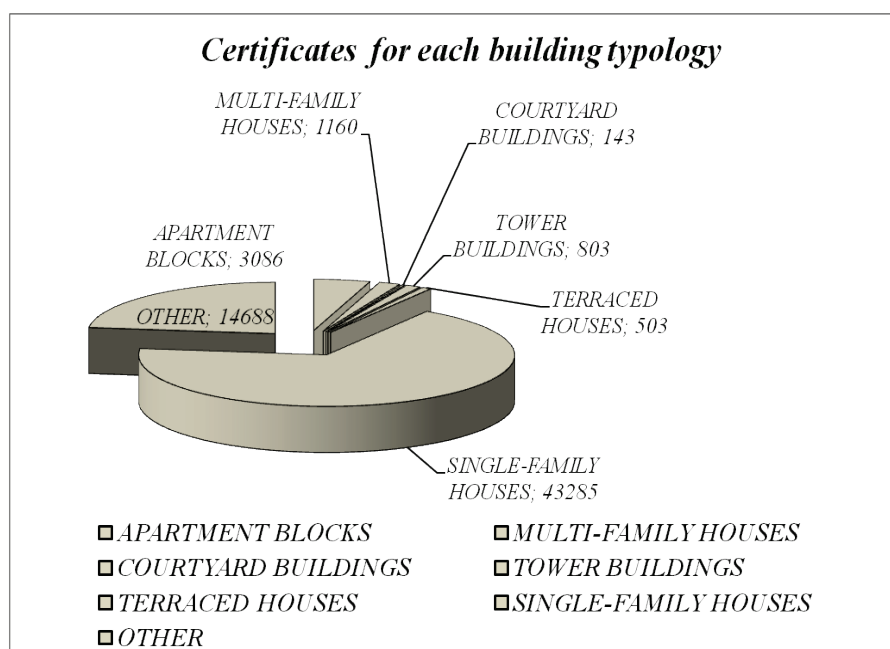 Certificates for each building typology
MULTI-FAMILY
HOUSES; 1160
COURTYARD
BUILDINGS; 143
APARTMENT
BLOCKS; 3086
TOWER
BUILDINGS; 803
OTHER; 14688
TERRACED
HOUSES; 503
SINGLE-FAMILY
HOUSES; 43285
APARTMENT BLOCKS
MULTI-FAMILY HOUSES
COURTYARD BUILDINGS
TOWER BUILDINGS
TERRACED HOUSES
SINGLE-FAMILY HOUSES
OTHER